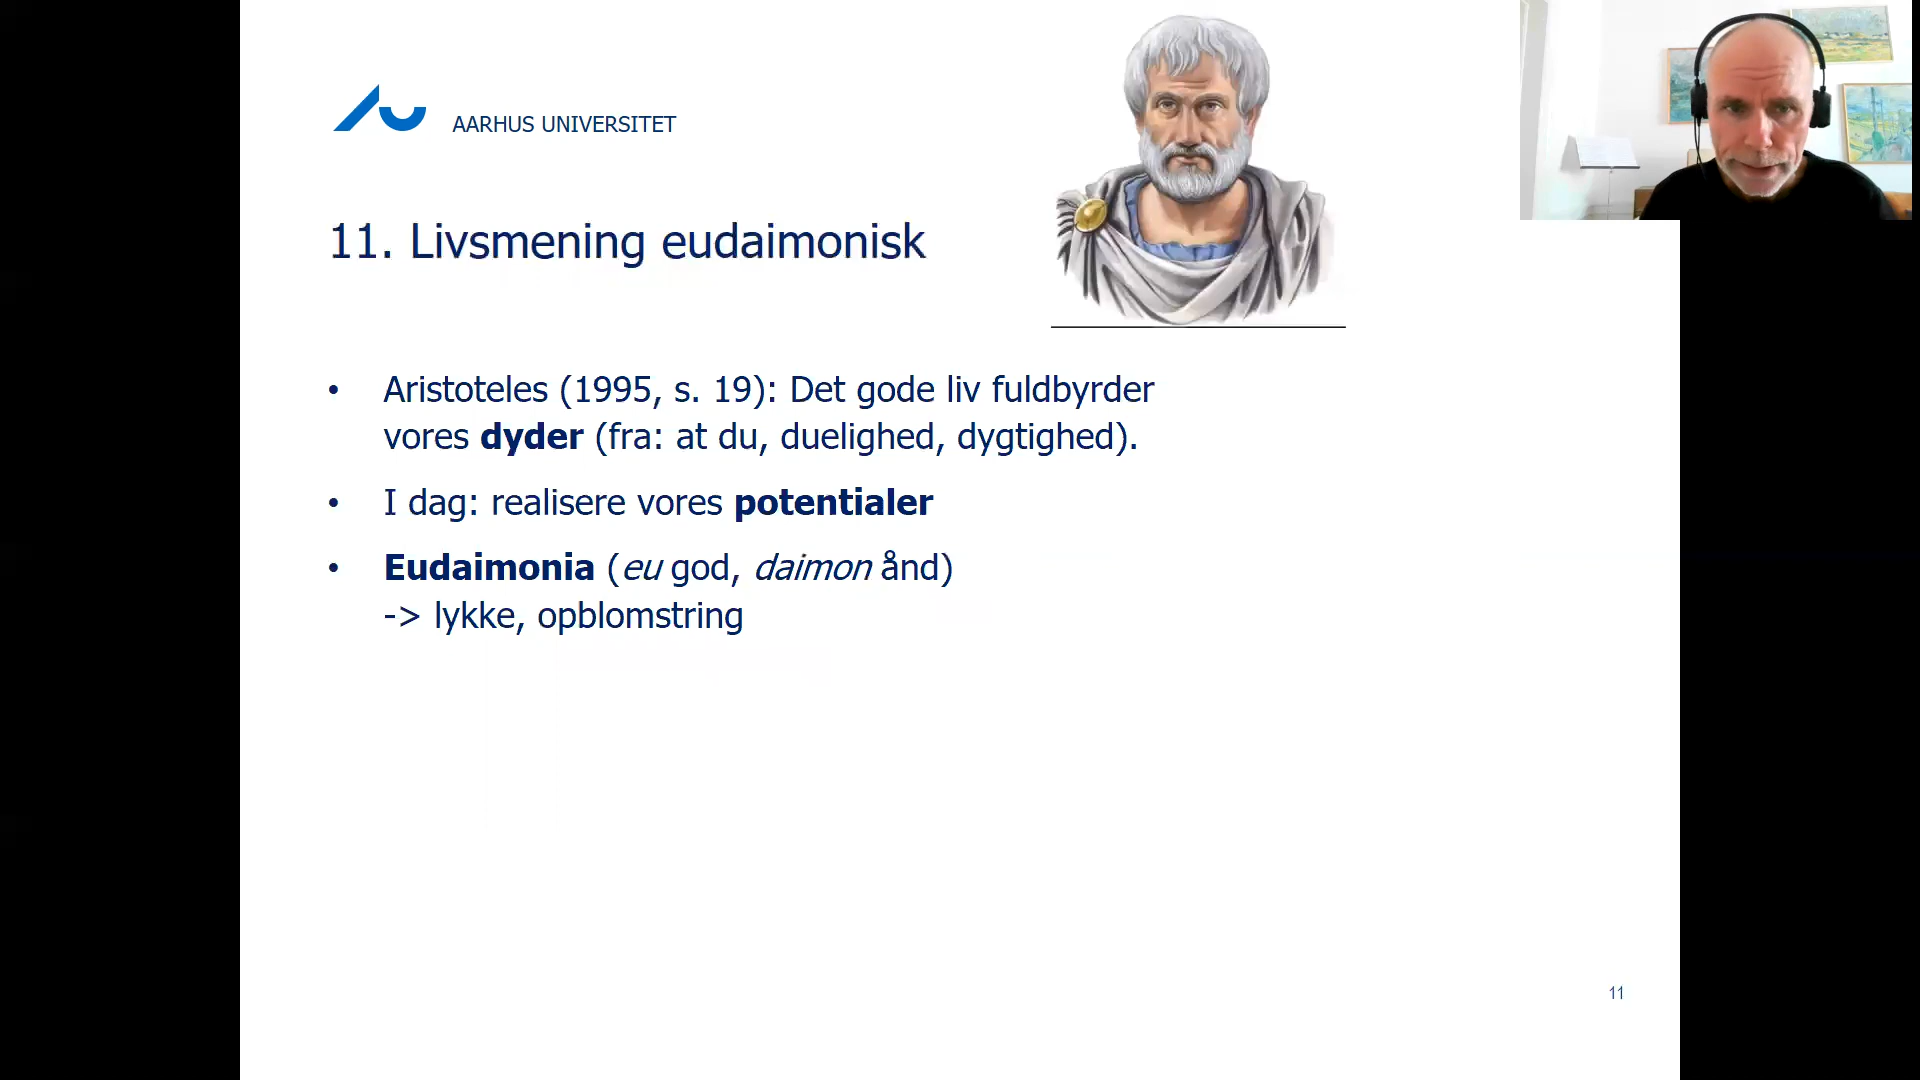 AARHUS UNIVERSITET
11. Livsmening eudaimonisk
• Aristoteles (1995, s. 19): Det gode liv fuldbyrder
vores dyder (fra: at du, duelighed, dygtighed).
• I dag: realisere vores potentialer
• Eudaimonia (eu god, daimon ånd)
-> lykke, opblomstring
11